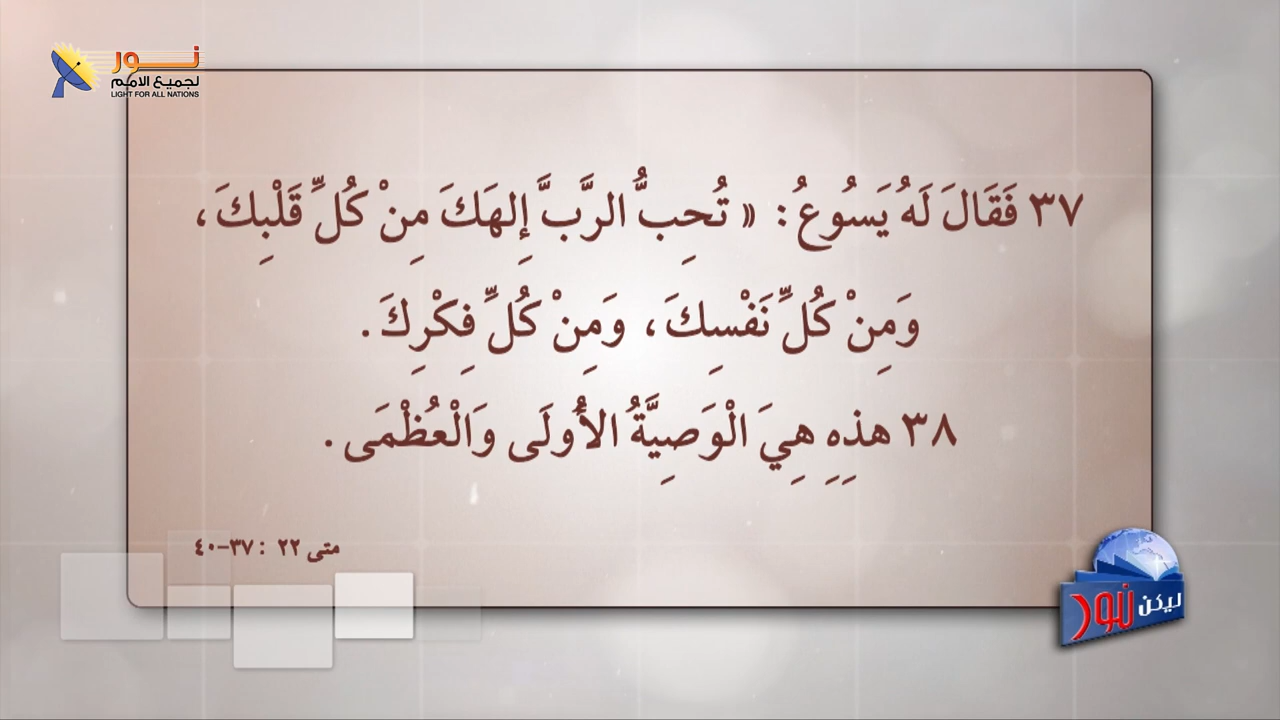 نور
لجميع الامم
LIGHT FOR ALL NATIONS
٣٧ فَقَالَ لَهُ يَسُوعُ: « تُحِبُّ الرَّبَّ إِلهَكَ مِنْ كُلِّ قَلْبِكَ،
وَمِنْ كُلِّ نَفْسِكَ، وَمِنْ كُلِّ فِكْرِكَ.
٣٨ هذِهِ هِيَ الْوَصِيَّةُ الأُولَى وَالْعُظْمَى.
متى ٢٢ : ٣٧-٤٠
ليكن نور